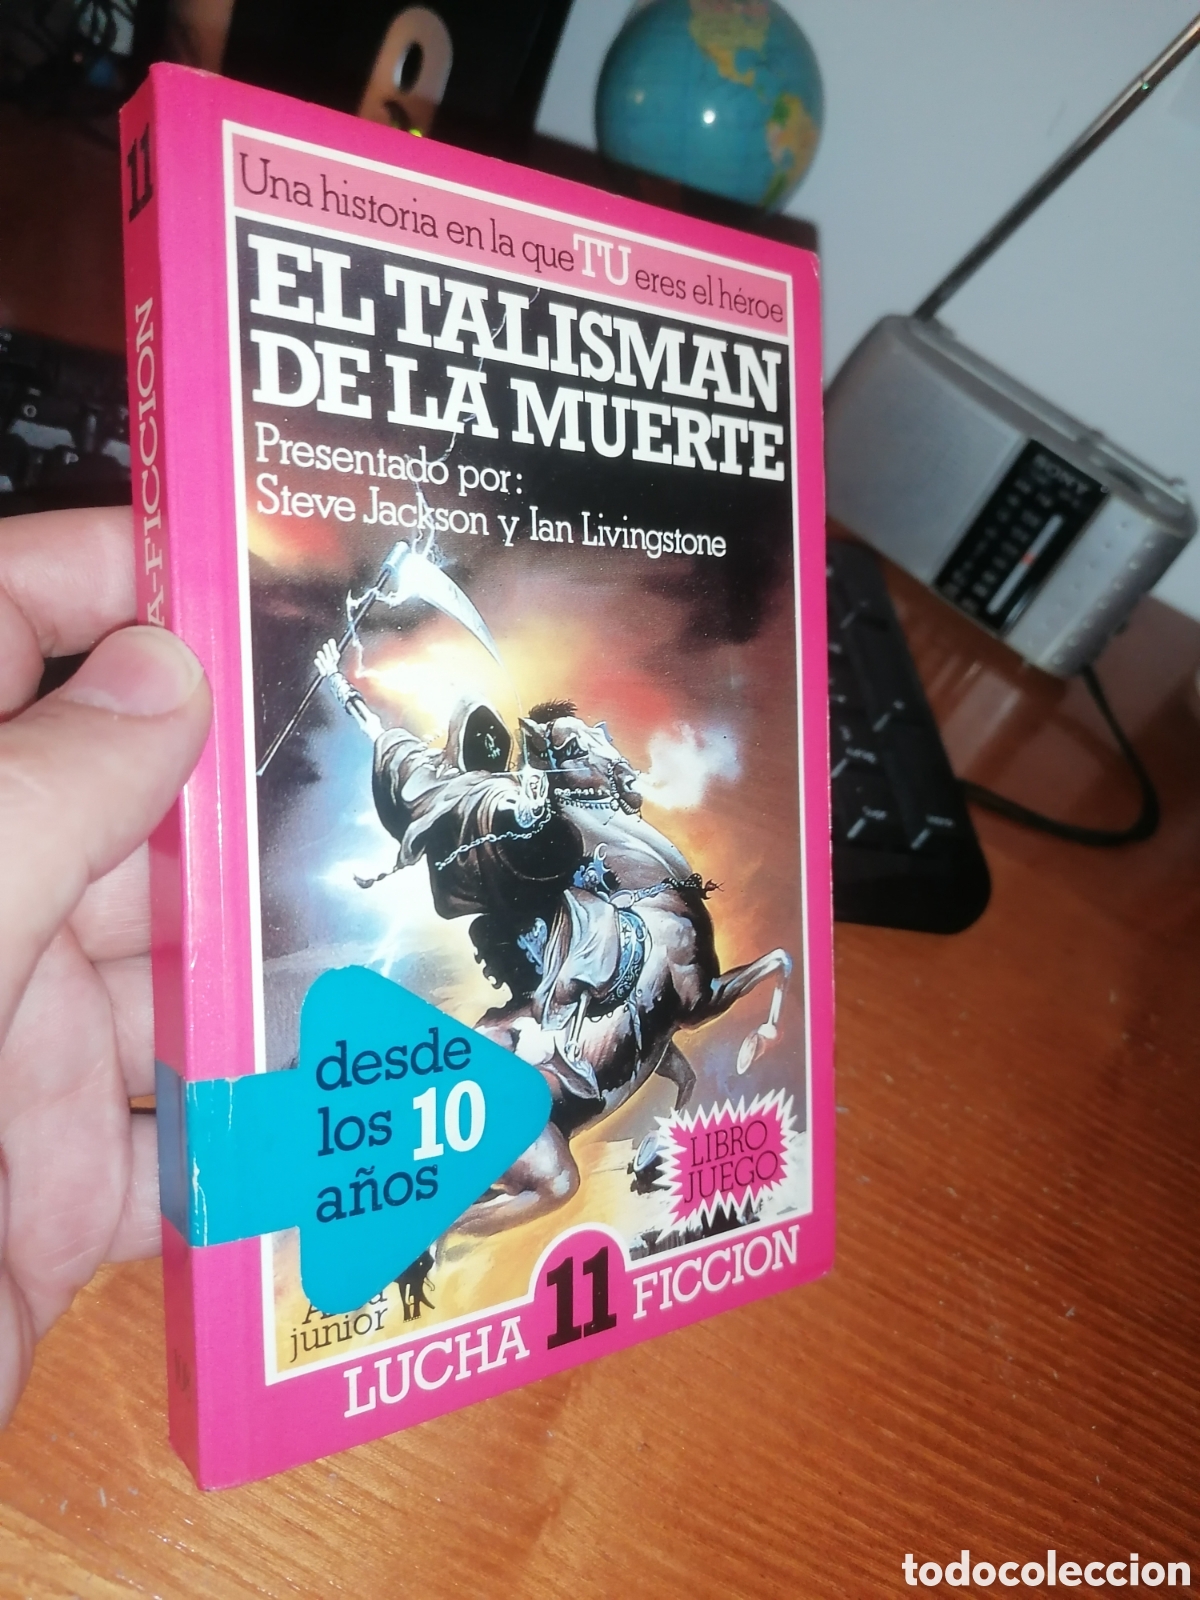 11
A-FICCION
Una historia en la que TU eres el héroe
EL TALISMAN
DE LA MUERTE
Presentado por:
Steve Jackson y Ian Livingstone
desde
los 10
años
LIBRO
JUEGO
junior
LUCHA 11 FICCION
SONY
todocoleccion